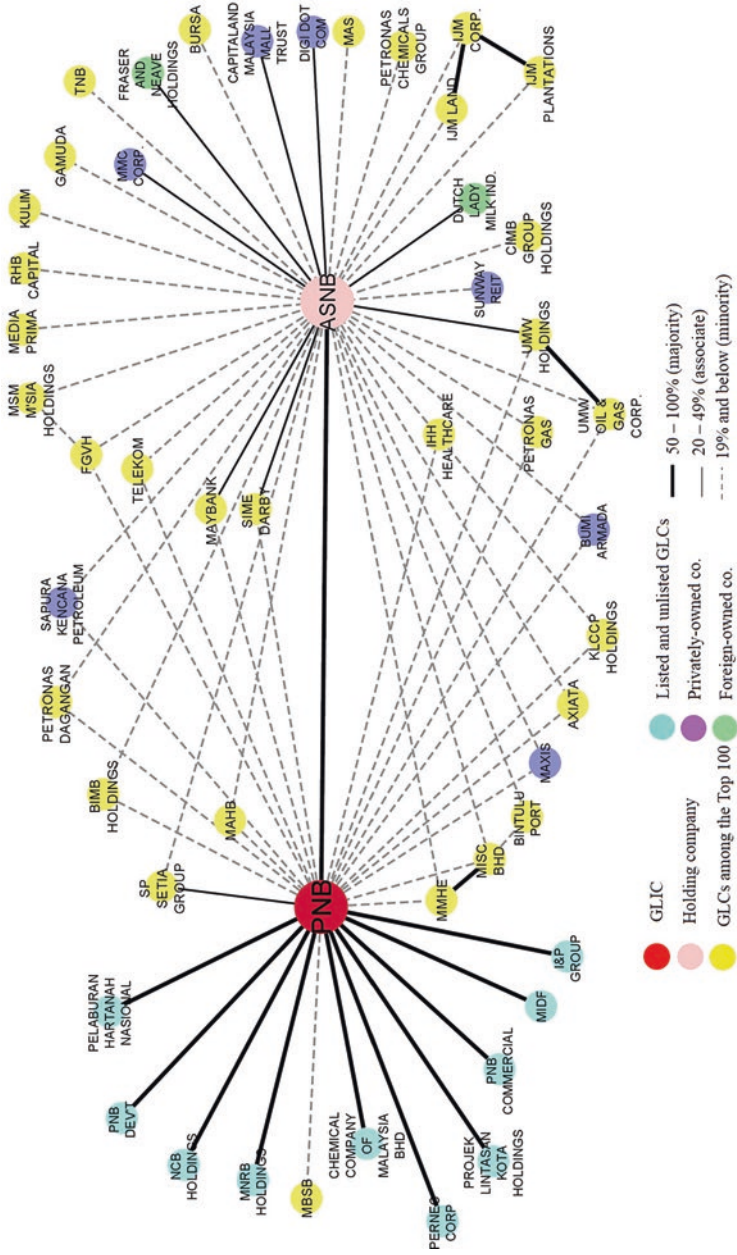 PELABURAN
HARTANAH
NASIONAL
PNB
DEV'T
NCB
HOLDINGS
MNRB
HOLDINGS
MBSB
CHEMICAL
COMPANY
OF
MALAYSIA
BHD
PERNEC
CORP
PROJEK
LINTASAN
KOTA
HOLDINGS
PNB
COMMERCIAL
MIDF
I&P
GROUP
PNB
SP
SETIA
GROUP
BIMB
HOLDINGS
MAHB
PETRONAS
DAGANGAN
SAPURA
KENCANA
PETROLEUM
MSM
M'SIA
HOLDINGS
FGVH
TELEKOM
MAYBANK
SIME
DARBY
MEDIA
PRIMA
RHB
CAPITAL
KULIM
GAMUDA
TNB
MMC
CORP.
FRASER
AND
NEAVE
HOLDINGS
BURSA
CAPITALAND
MALAYSIA
MALL
TRUST
DIGI DOT
COM
MAS
PETRONAS
CHEMICALS
GROUP
IJM
CORP.
IJM LAND
IJM
PLANTATIONS
ASNB
DUTCH
LADY
MILK IND.
CIMB
GROUP
HOLDINGS
SUNWAY
REIT
UMW
HOLDINGS
UMW
OIL &
GAS
CORP.
PETRONAS
GAS
IHH
HEALTHCARE
BUMI
ARMADA
KLCCP
HOLDINGS
AXIATA
MAXIS
BINTULU
PORT
MISC
BHD
MMHE
GLIC
Holding company
GLCs among the Top 100
Listed and unlisted GLCs
Privately-owned co.
Foreign-owned co.
50 – 100% (majority)
20 – 49% (associate)
19% and below (minority)